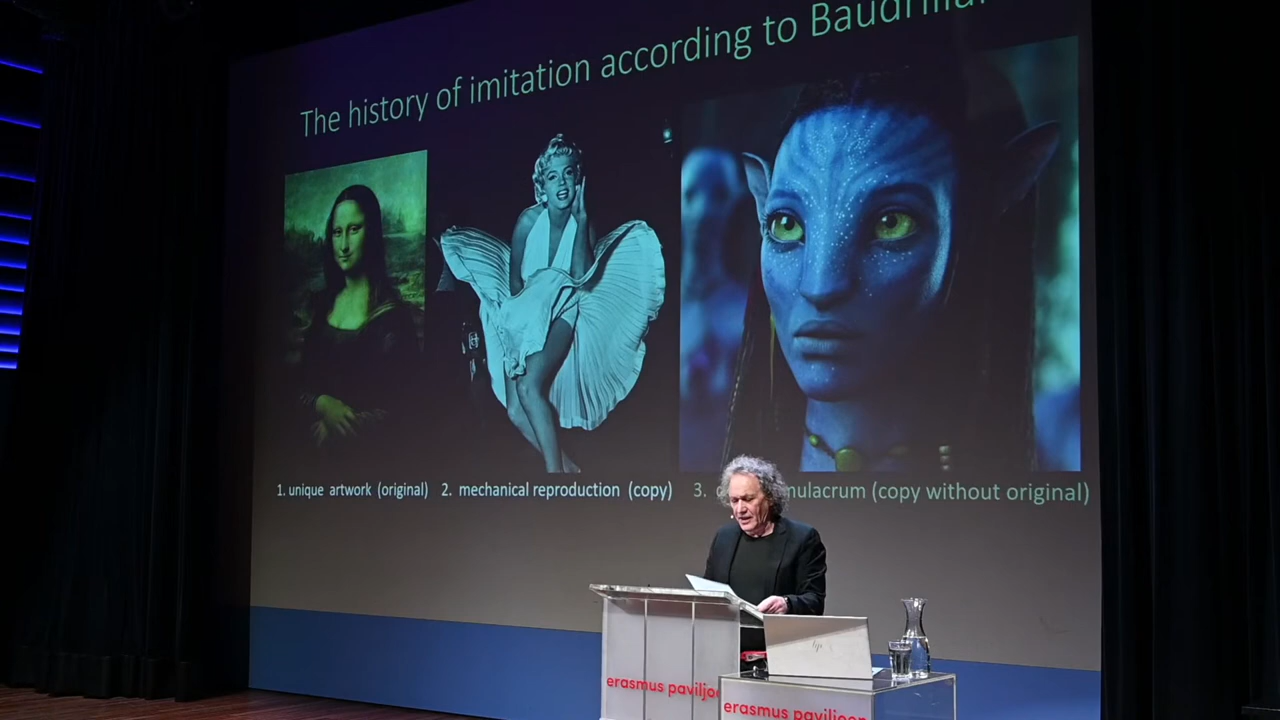 The history of imitation according to
1. unique artwork (original) 2. mechanical reproduction (copy) 3. (copy without original)
erasmus
erasmus paviljoen
hp